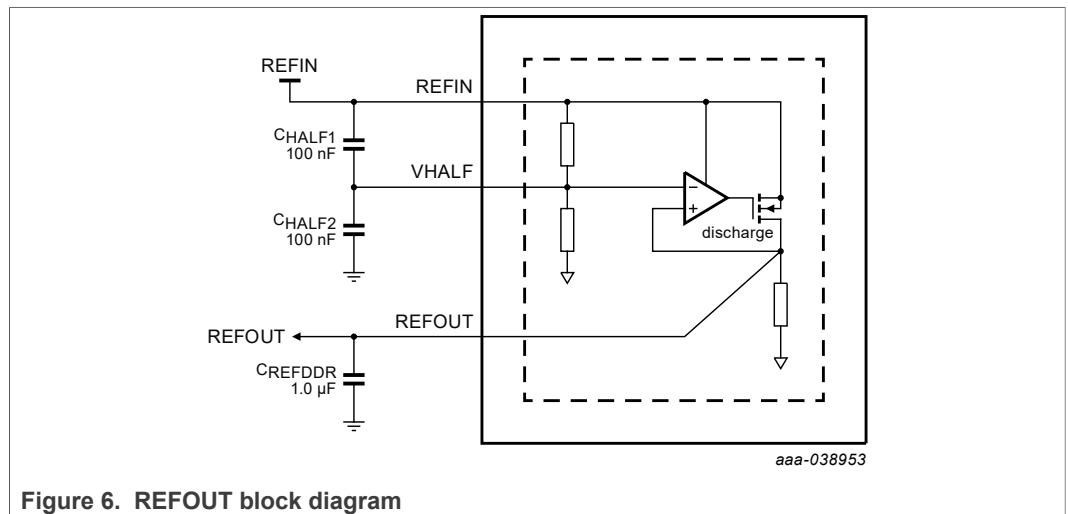 REFIN
REFIN
CHALF1
100 nF
VHALF
−
+
discharge
CHALF2
100 nF
REFOUT
REFOUT
CREFDDR
1.0 µF
aaa-038953
Figure 6. REFOUT block diagram